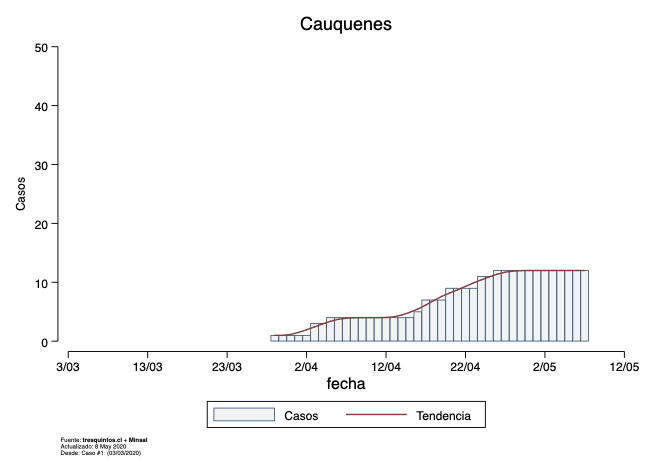 Cauquenes
50
40
30
20
10
0
Casos
3/03 13/03 23/03 2/04 12/04 22/04 2/05 12/05
fecha
Casos Tendencia
Fuente: tresquintos.cl + Minsal
Actualizado: 8 May 2020
Desde: Caso #1 (03/03/2020)